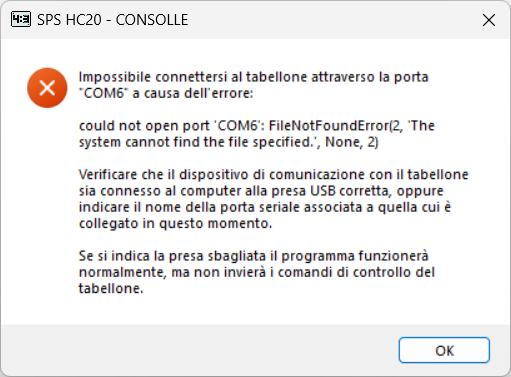 4:3 SPS HC20 - CONSOLLE
Impossibile connettersi al tabellone attraverso la porta
"COM6" a causa dell'errore:
could not open port 'COM6': FileNotFoundError(2, 'The
system cannot find the file specified.', None, 2)
Verificare che il dispositivo di comunicazione con il tabellone
sia connesso al computer alla presa USB corretta, oppure
indicare il nome della porta seriale associata a quella cui è
collegato in questo momento.
Se si indica la presa sbagliata il programma funzionerà
normalmente, ma non invierà i comandi di controllo del
tabellone.
OK